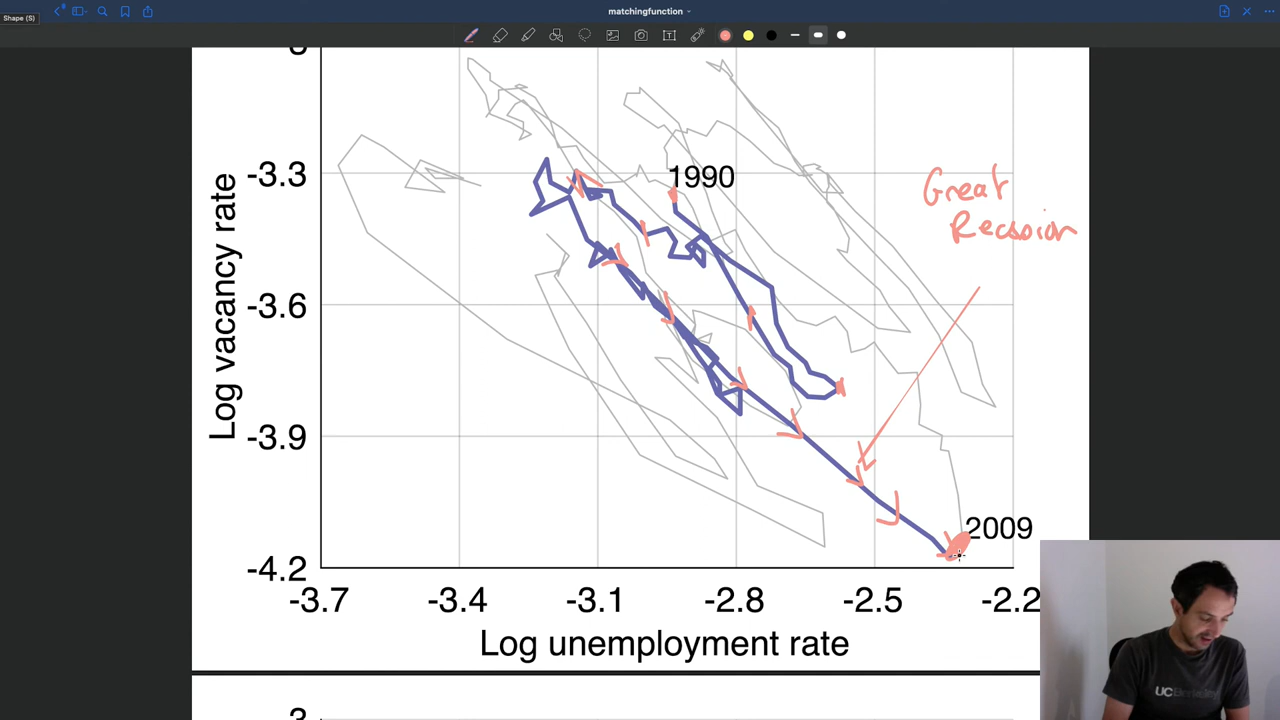 matchingfunction
Shape (S)
-3.3
-3.6
-3.9
-4.2
-3.7
-3.4
-3.1
-2.8
-2.5
-2.2
Log vacancy rate
Log unemployment rate
1990
2009
Great
Recession
UC Berkeley